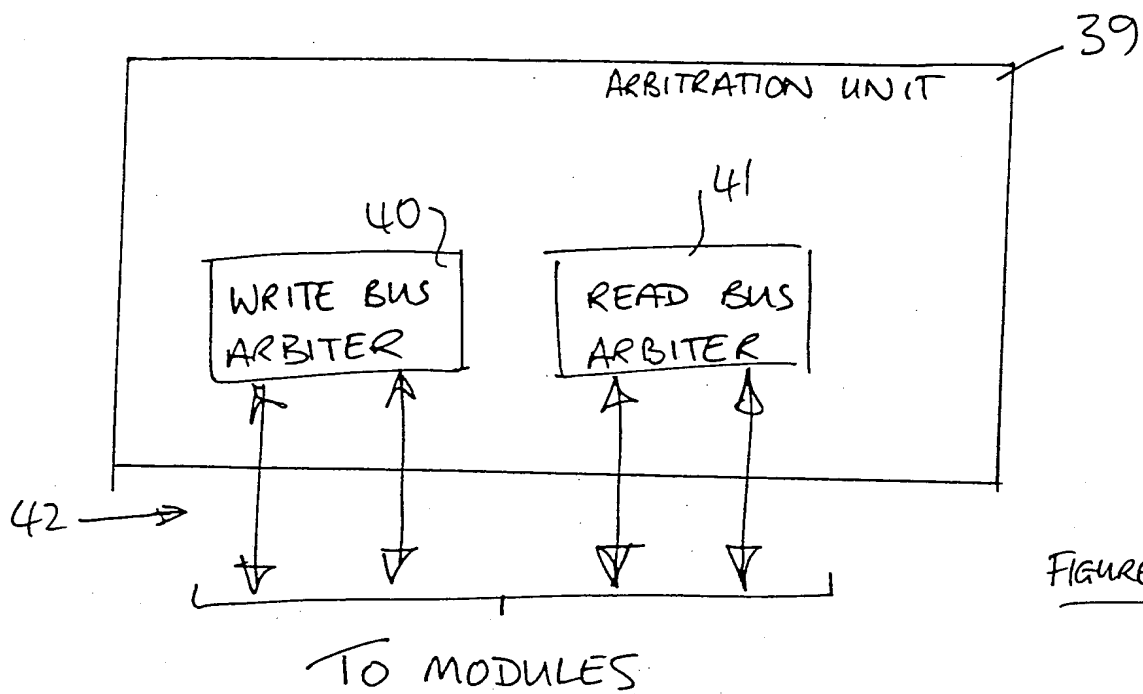 39
ARBITRATION UNIT
40
41
WRITE BUS
ARBITER
READ BUS
ARBITER
42
FIGURE
TO MODULES